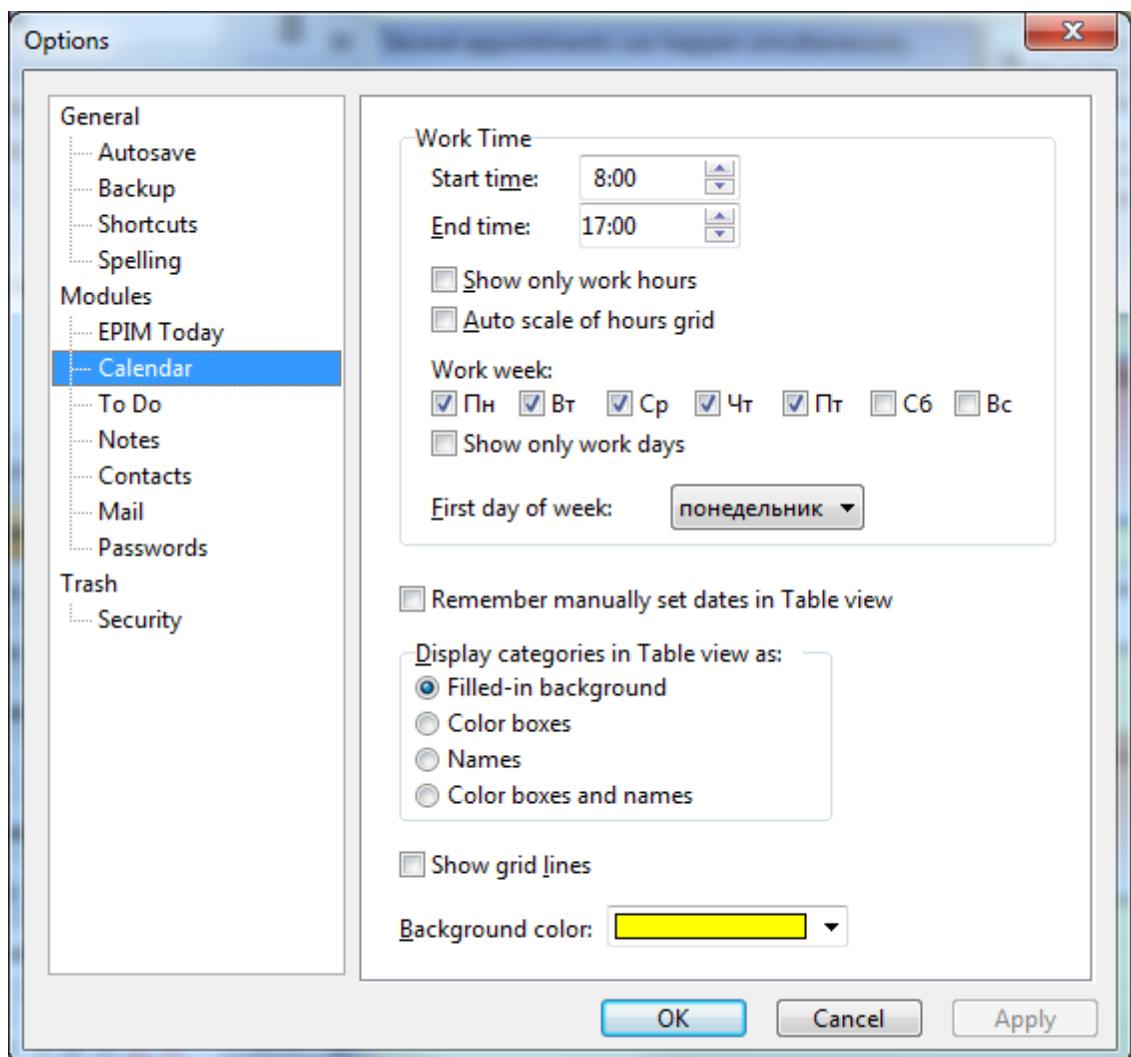 Options
General
Autosave
Backup
Shortcuts
Spelling
Modules
EPIM Today
Calendar
To Do
Notes
Contacts
Mail
Passwords
Trash
Security
Work Time
Start time: 8:00
End time: 17:00
Show only work hours
Auto scale of hours grid
Work week:
Пн Вт Ср Чт Пт Сб Вс
Show only work days
First day of week: понедельник
Remember manually set dates in Table view
Display categories in Table view as:
Filled-in background
Color boxes
Names
Color boxes and names
Show grid lines
Background color:
OK Cancel Apply